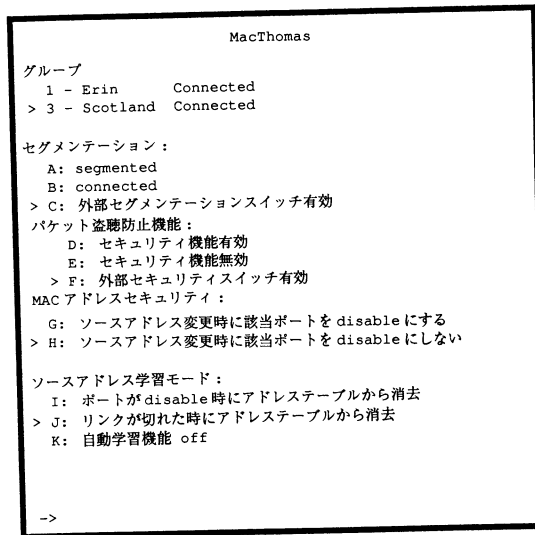 MacThomas
グループ
1 - Erin Connected
> 3 - Scotland Connected
セグメンテーション：
A: segmented
B: connected
> C: 外部セグメンテーションスイッチ有効
パケット盗聴防止機能：
D: セキュリティ機能有効
E: セキュリティ機能無効
> F: 外部セキュリティスイッチ有効
MACアドレスセキュリティ：
G: ソースアドレス変更時に該当ポートをdisableにする
> H: ソースアドレス変更時に該当ポートをdisableにしない
ソースアドレス学習モード：
I: ポートがdisable時にアドレステーブルから消去
> J: リンクが切れた時にアドレステーブルから消去
K: 自動学習機能 off
->